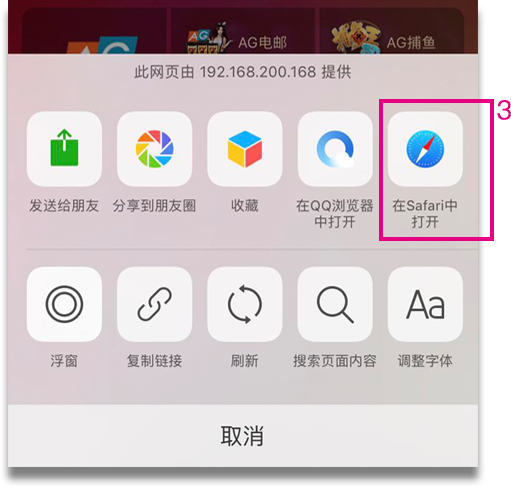 AG
AG
AG电邮
AG捕鱼
此网页由 192.168.200.168 提供
3
发送给朋友
分享到朋友圈
收藏
在QQ浏览器
中打开
在Safari中
打开
浮窗
复制链接
刷新
搜索页面内容
Aa
调整字体
取消